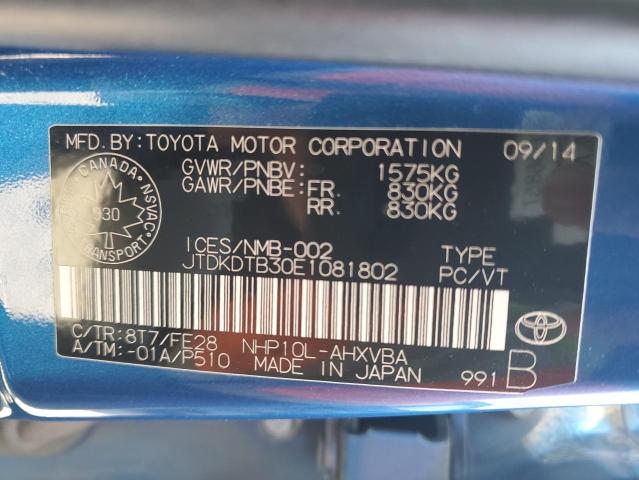 MFD.BY: TOYOTA MOTOR CORPORATION 09/14
GVWR/PNBV: 1575KG
GAWR/PNBE: FR. 830KG
RR. 830KG
CANADA
NSVAC
930
TRANSPORT
ICES/NMB-002 TYPE
JTDKDTB30E1081802 PC/VT
C/TR: 8T7/FE28 NHP10L-AHXVBA
A/TM: -01A/P510 MADE IN JAPAN 991 B